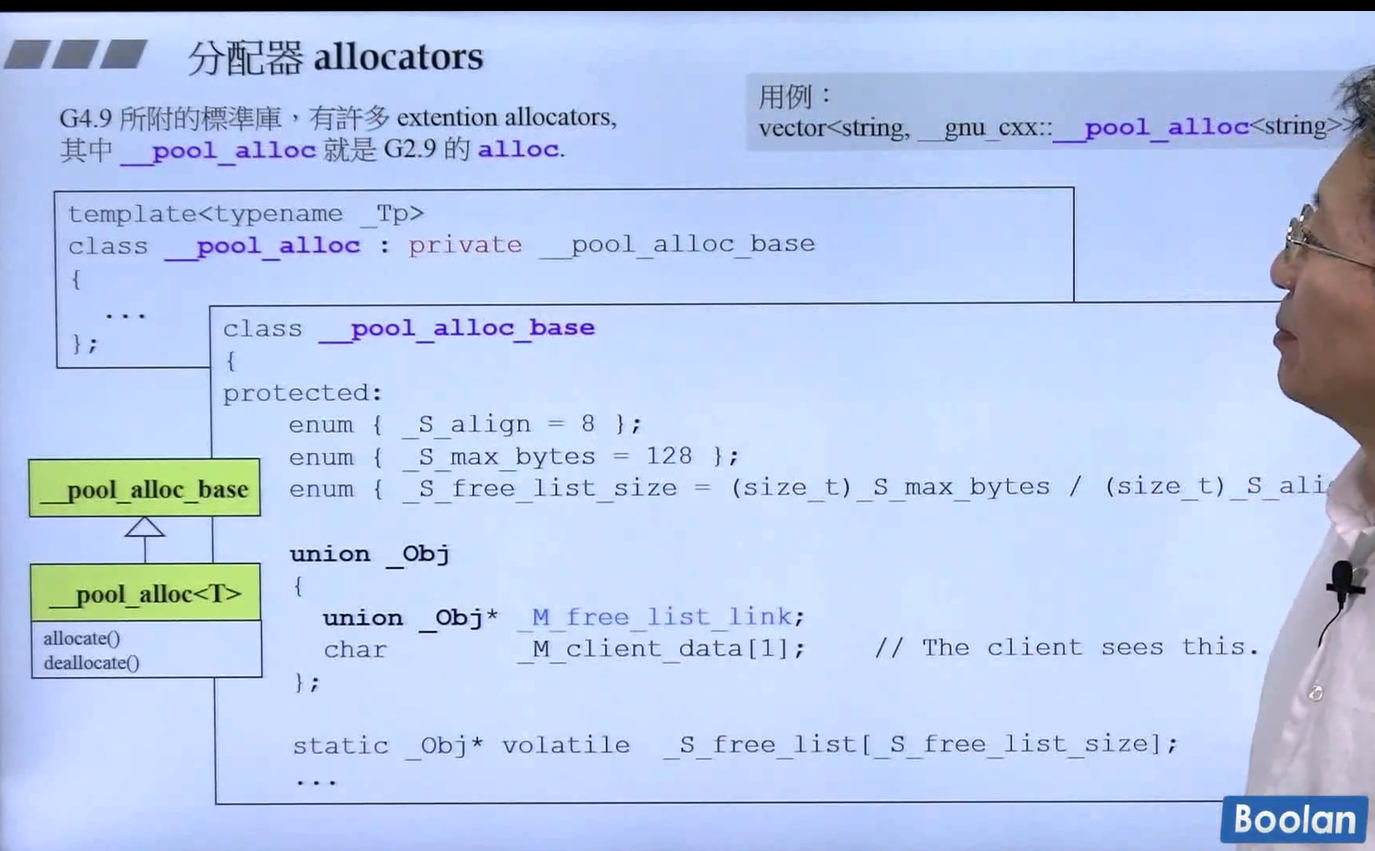 分配器 allocators
G4.9 所附的標準庫，有許多 extention allocators,
其中 __pool_alloc 就是 G2.9 的 alloc.
用例：
vector<string, __gnu_cxx::__pool_alloc<string>>
template<typename _Tp>
class __pool_alloc : private __pool_alloc_base
{
...
};
class __pool_alloc_base
{
protected:
enum { _S_align = 8 };
enum { _S_max_bytes = 128 };
enum { _S_free_list_size = (size_t)_S_max_bytes / (size_t)_S_ali
union _Obj
{
union _Obj* _M_free_list_link;
char _M_client_data[1]; // The client sees this.
};
static _Obj* volatile _S_free_list[_S_free_list_size];
...
__pool_alloc_base
__pool_alloc<T>
allocate()
deallocate()
Boolan